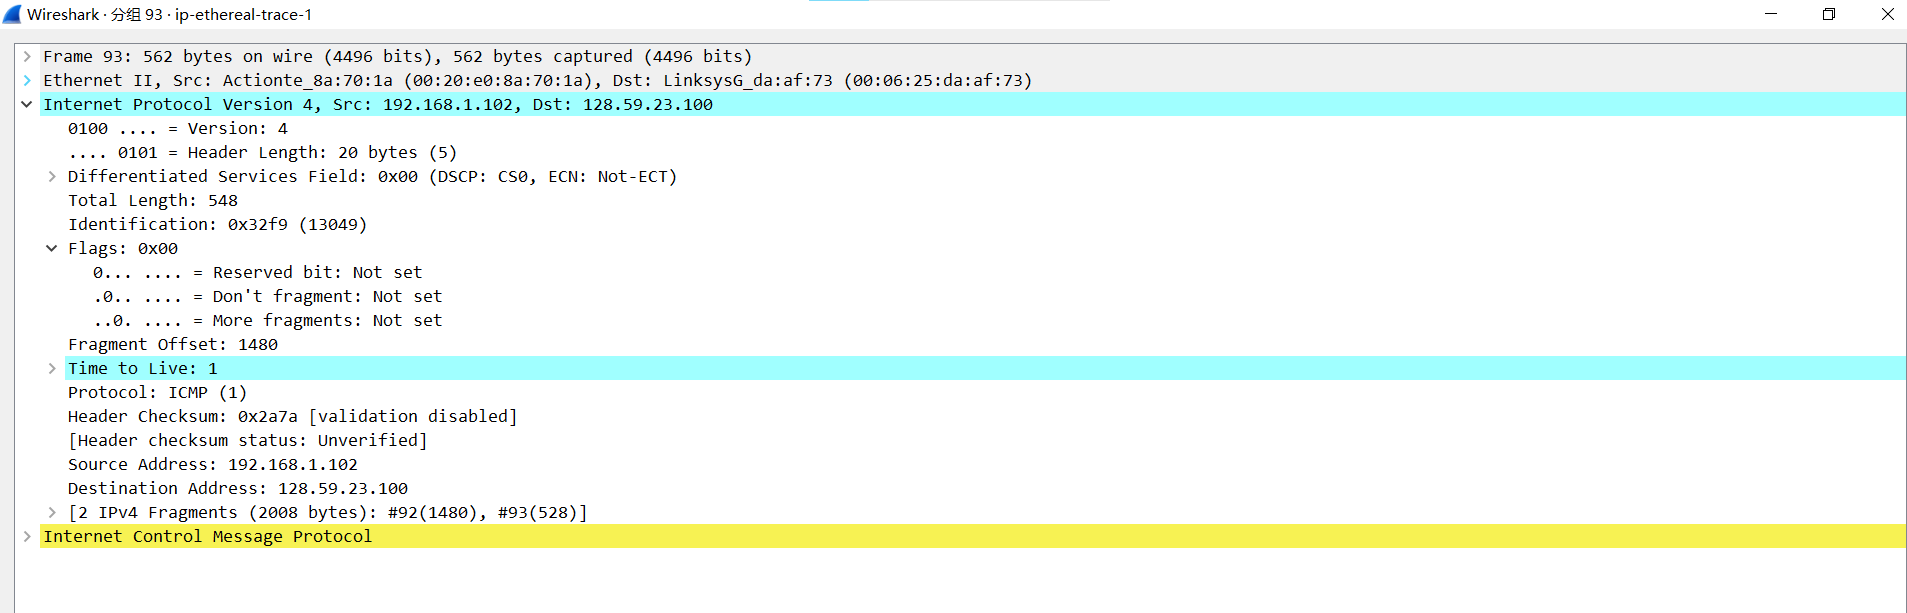 Wireshark · 分组 93 · ip-ethereal-trace-1
Frame 93: 562 bytes on wire (4496 bits), 562 bytes captured (4496 bits)
Ethernet II, Src: Actionte_8a:70:1a (00:20:e0:8a:70:1a), Dst: LinksysG_da:af:73 (00:06:25:da:af:73)
Internet Protocol Version 4, Src: 192.168.1.102, Dst: 128.59.23.100
0100 .... = Version: 4
.... 0101 = Header Length: 20 bytes (5)
Differentiated Services Field: 0x00 (DSCP: CS0, ECN: Not-ECT)
Total Length: 548
Identification: 0x32f9 (13049)
Flags: 0x00
0... .... = Reserved bit: Not set
.0.. .... = Don't fragment: Not set
..0. .... = More fragments: Not set
Fragment Offset: 1480
Time to Live: 1
Protocol: ICMP (1)
Header Checksum: 0x2a7a [validation disabled]
[Header checksum status: Unverified]
Source Address: 192.168.1.102
Destination Address: 128.59.23.100
[2 IPv4 Fragments (2008 bytes): #92(1480), #93(528)]
Internet Control Message Protocol